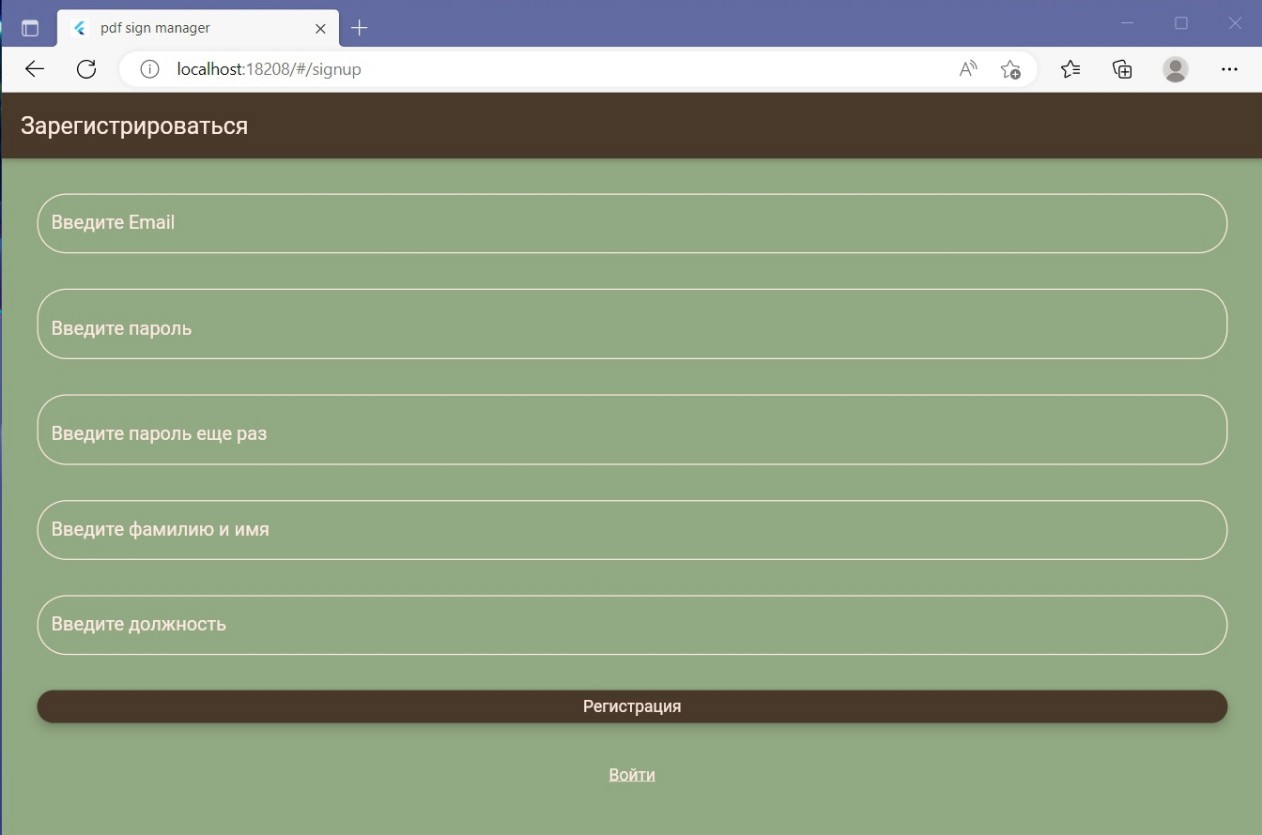 pdf sign manager
localhost:18208/#/signup
Зарегистрироваться
Введите Email
Введите пароль
Введите пароль еще раз
Введите фамилию и имя
Введите должность
Регистрация
Войти